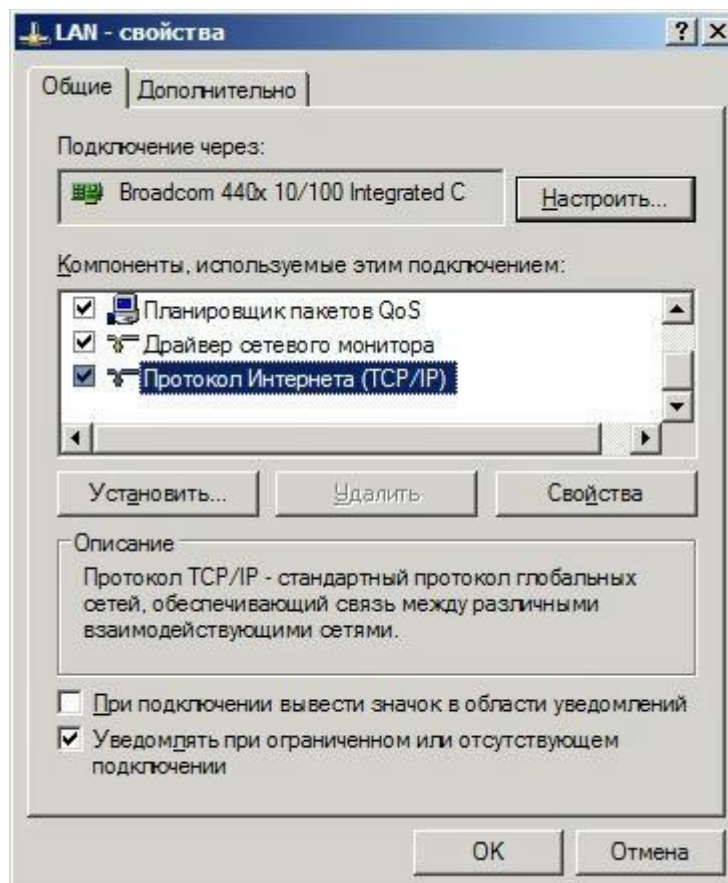 LAN - свойства
Общие
Дополнительно
Подключение через:
Broadcom 440x 10/100 Integrated C
Настроить...
Компоненты, используемые этим подключением:
Планировщик пакетов QoS
Драйвер сетевого монитора
Протокол Интернета (TCP/IP)
Установить...
Удалить
Свойства
Описание
Протокол TCP/IP - стандартный протокол глобальных
сетей, обеспечивающий связь между различными
взаимодействующими сетями.
При подключении вывести значок в области уведомлений
Уведомлять при ограниченном или отсутствующем
подключении
OK
Отмена